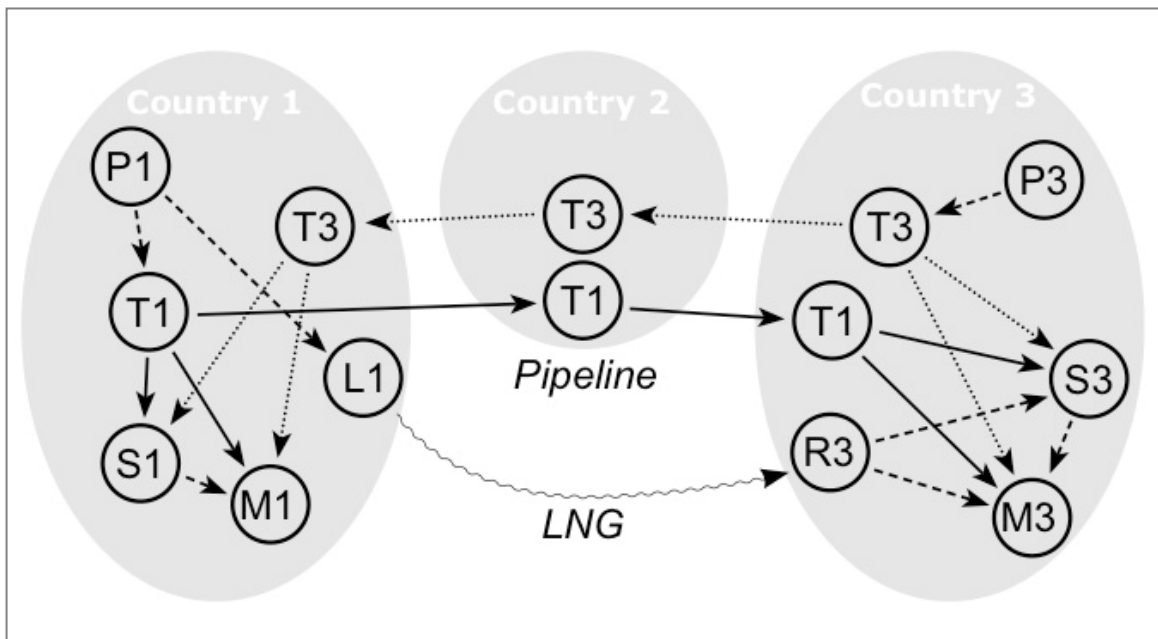 Country 1
P1
T3
T1
L1
S1
M1
Country 2
T3
T1
Pipeline
LNG
Country 3
P3
T3
T1
S3
R3
M3